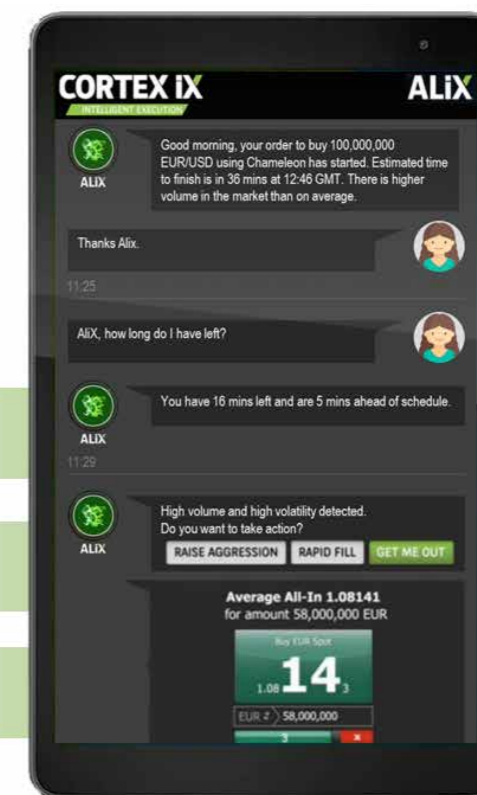 CORTEX iX
INTELLIGENT EXECUTION
ALiX
Good morning, your order to buy 100,000,000
EUR/USD using Chameleon has started. Estimated time
to finish is in 36 mins at 12:46 GMT. There is higher
volume in the market than on average.
ALiX
Thanks Alix.
11:25
AliX, how long do I have left?
You have 16 mins left and are 5 mins ahead of schedule.
ALiX
11:29
High volume and high volatility detected.
Do you want to take action?
ALiX
RAISE AGGRESSION RAPID FILL GET ME OUT
Average All-In 1.08141
for amount 58,000,000 EUR
Buy EUR Spot
1.08 14 3
EUR 58,000,000
3 x